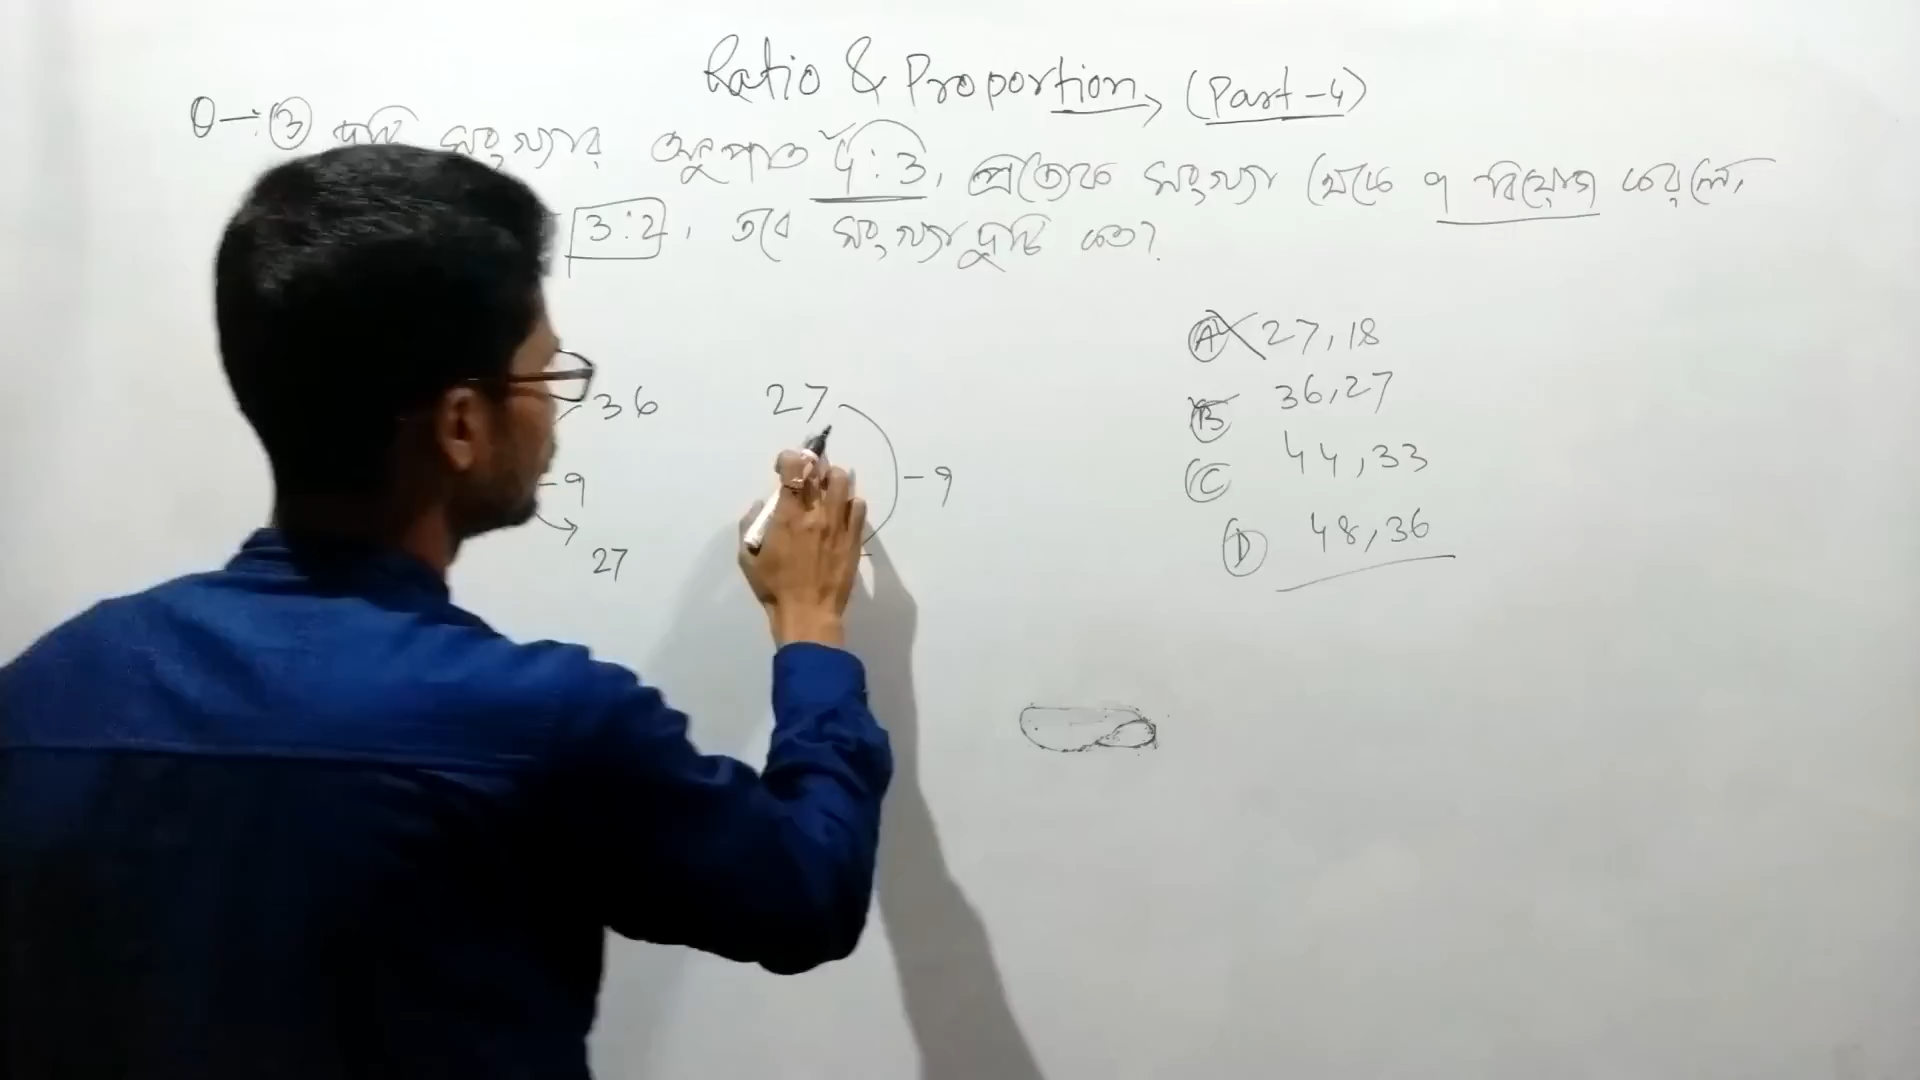 Ratio & Proportion, (Part-4)
Q → ③ দুটি সংখ্যার অনুপাত 4:3, প্রত্যেক সংখ্যা থেকে 9 বিয়োগ করলে,
3:2, তবে সংখ্যা দুটি কত?
Ⓐ 27, 18
Ⓑ 36, 27
Ⓒ 44, 33
Ⓓ 48, 36
36 27
-9 -9
27